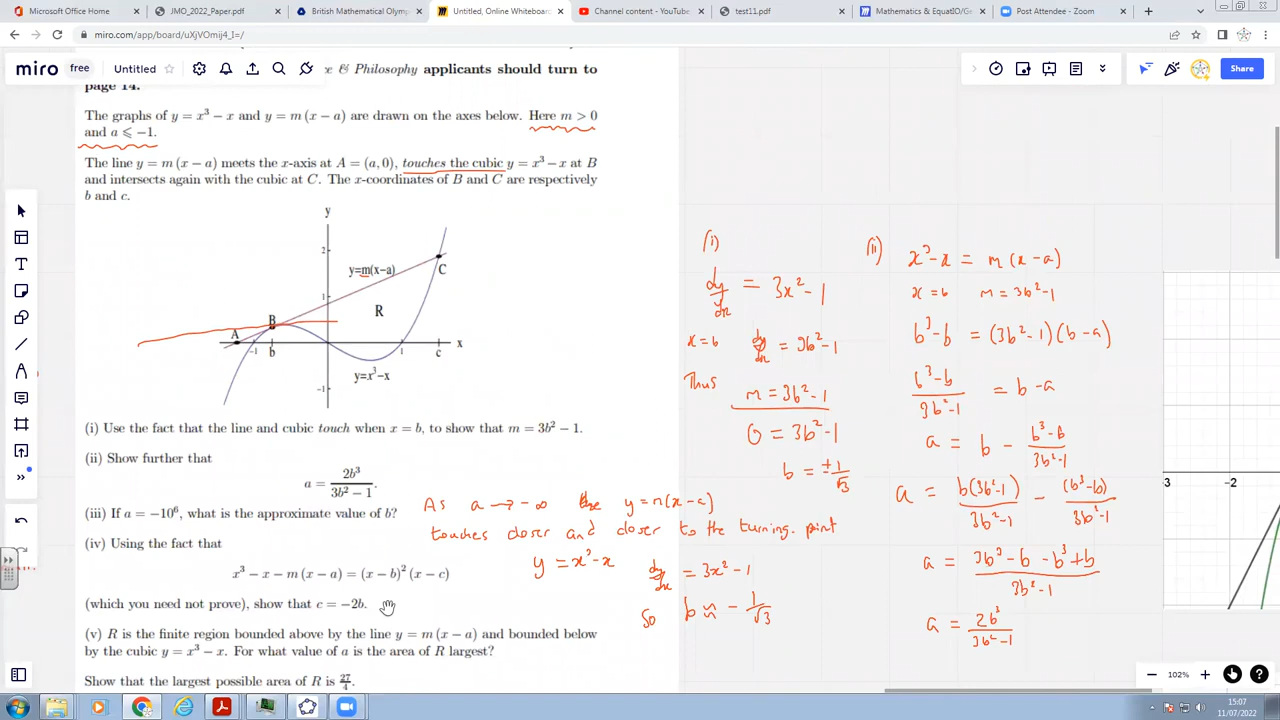 Microsoft Office Home
JMO_2022_Paper.pdf
British Mathematical Olymp
Untitled, Online Whiteboar
Channel content - YouTube
test11.pdf
Mathematics & EquatIO/Gr
Post Attendee - Zoom
miro.com/app/board/uXjVOmij4_I=/
miro free Untitled
Share
e & Philosophy applicants should turn to
page 14.
The graphs of y = x³ − x and y = m (x − a) are drawn on the axes below. Here m > 0
and a ⩽ −1.
The line y = m (x − a) meets the x-axis at A = (a, 0), touches the cubic y = x³ − x at B
and intersects again with the cubic at C. The x-coordinates of B and C are respectively
b and c.
y
2
y=m(x−a)
C
1
R
B
A
x
-1
b
1
c
-1
y=x³−x
(i) Use the fact that the line and cubic touch when x = b, to show that m = 3b² − 1.
(ii) Show further that
a = 2b³ / 3b² − 1 .
(iii) If a = −10⁶, what is the approximate value of b?
(iv) Using the fact that
x³ − x − m (x − a) = (x − b)² (x − c)
(which you need not prove), show that c = −2b.
(v) R is the finite region bounded above by the line y = m (x − a) and bounded below
by the cubic y = x³ − x. For what value of a is the area of R largest?
Show that the largest possible area of R is 27/4.
As a → −∞ the y = m(x−a)
touches closer and closer to the turning. point
y = x³−x
dy/dx = 3x²−1
So b ≈ − 1/√3
(i)
dy/dx = 3x²−1
x=b dy/dx = 3b²−1
Thus
m = 3b²−1
0 = 3b²−1
b = ± 1/√3
(ii)
x³−x = m(x−a)
x=b m = 3b²−1
b³−b = (3b²−1)(b−a)
b³−b / 3b²−1 = b−a
a = b − b³−b / 3b²−1
a = b(3b²−1) / 3b²−1 − (b³−b) / 3b²−1
a = 3b³−b−b³+b / 3b²−1
a = 2b³ / 3b²−1
-3
-2
102%
15:07
11/07/2022